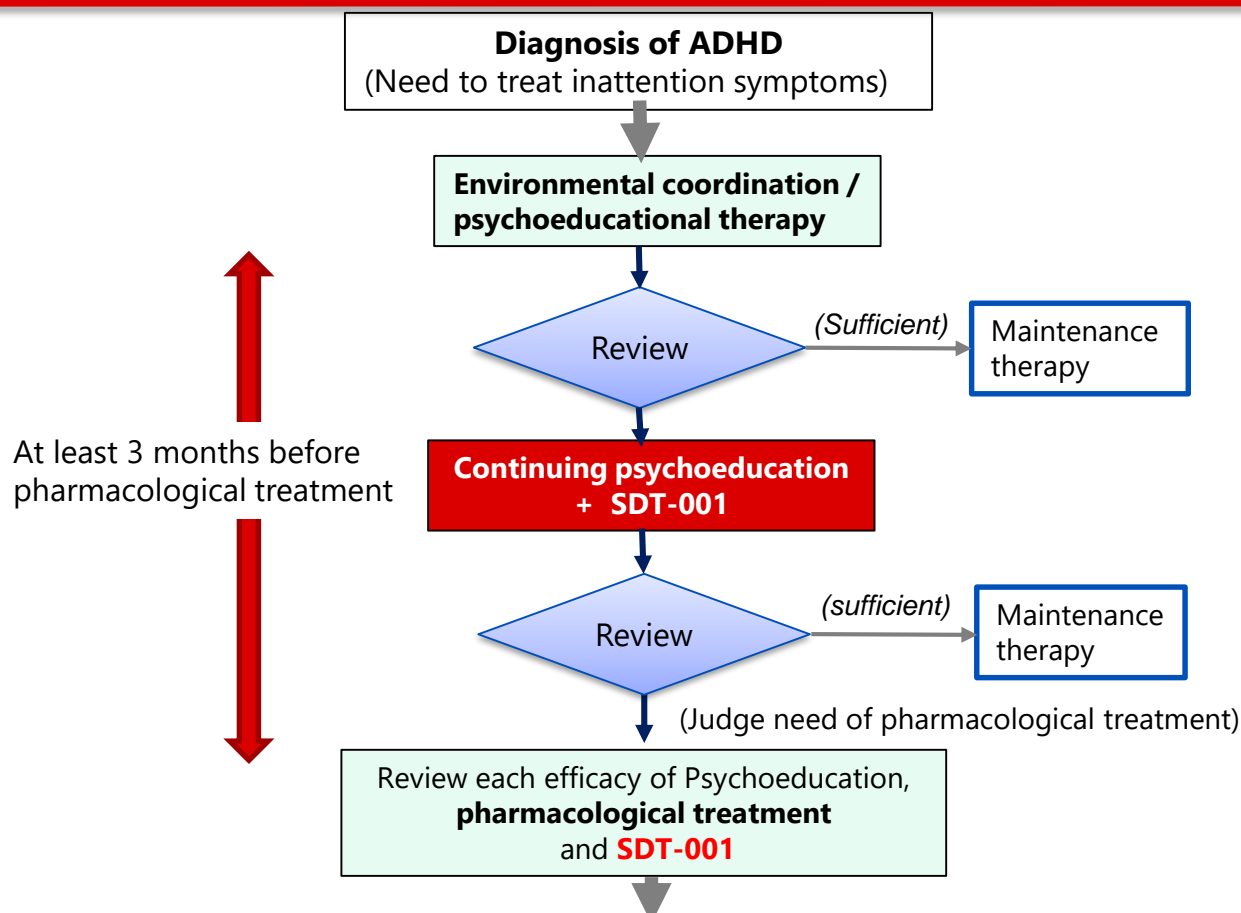 Diagnosis of ADHD
(Need to treat inattention symptoms)
Environmental coordination /
psychoeducational therapy
Review
(Sufficient)
Maintenance
therapy
At least 3 months before
pharmacological treatment
Continuing psychoeducation
+ SDT-001
Review
(sufficient)
Maintenance
therapy
(Judge need of pharmacological treatment)
Review each efficacy of Psychoeducation,
pharmacological treatment
and SDT-001